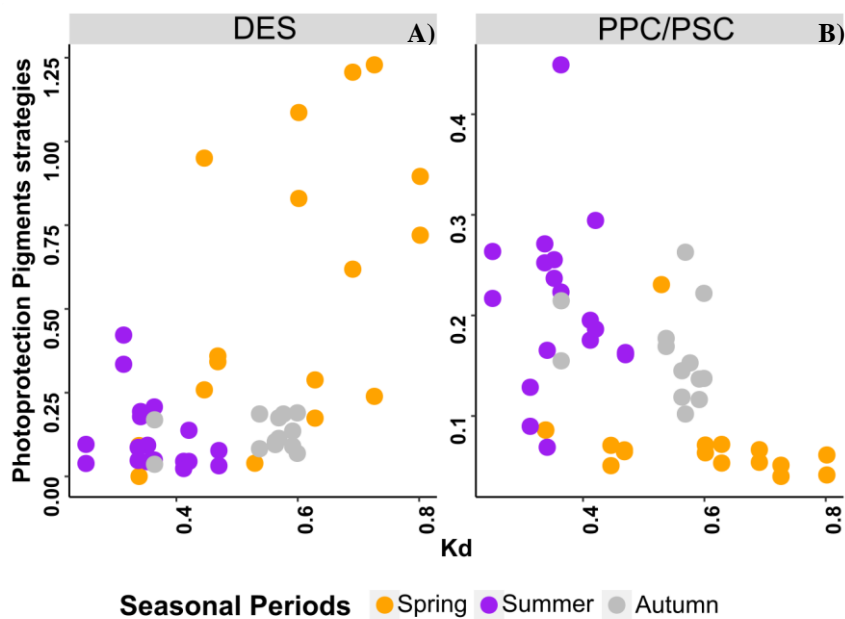 DES A)
PPC/PSC B)
Photoprotection Pigments strategies
1.25
1.00
0.75
0.50
0.25
0.00
0.4
0.3
0.2
0.1
0.4 0.6 0.8
0.4 0.6 0.8
Kd
Seasonal Periods Spring Summer Autumn